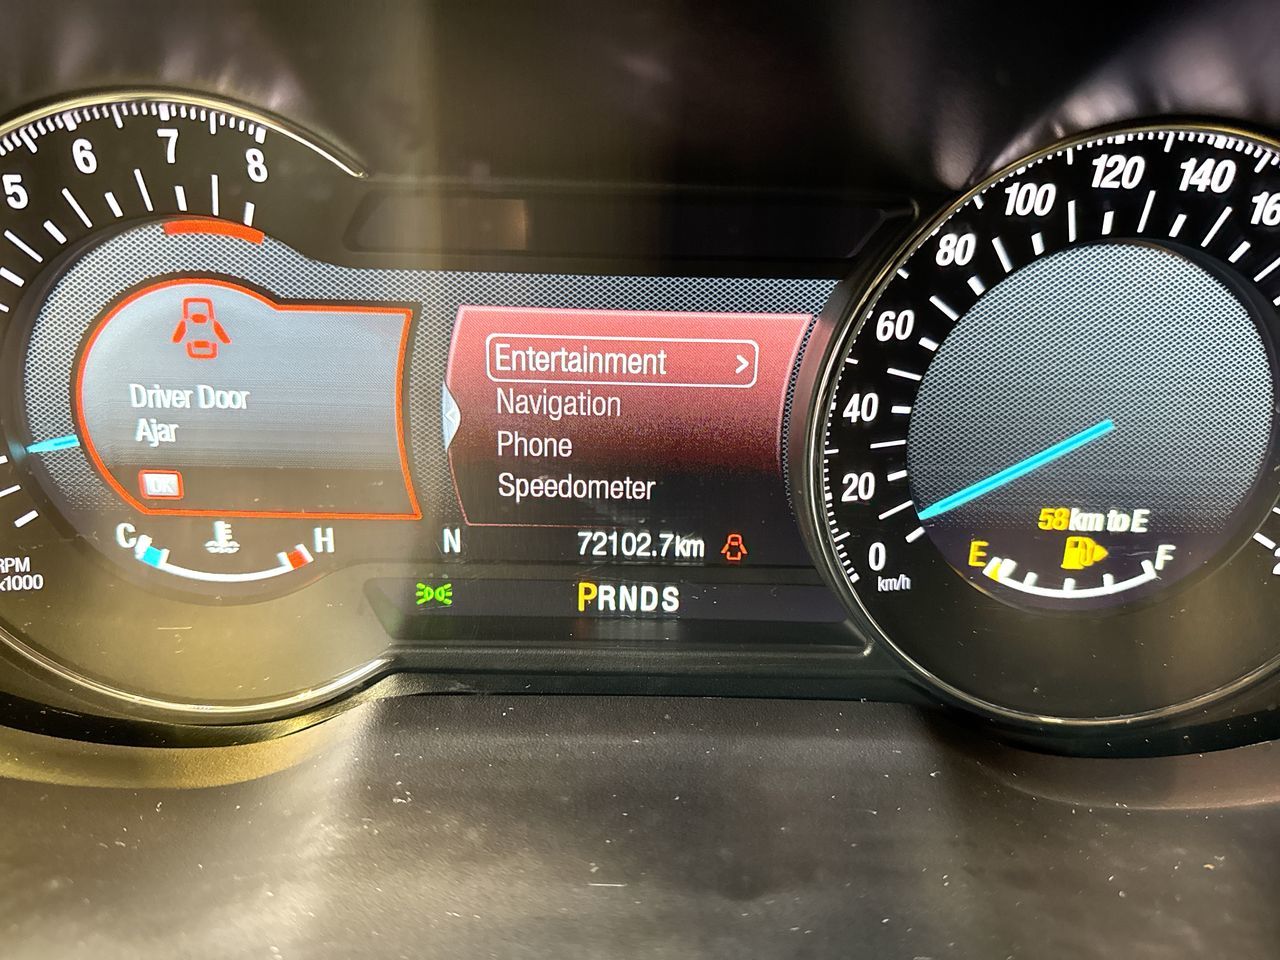 5 6 7 8
RPM
x1000
Driver Door
Ajar
OK
C H
Entertainment >
Navigation
Phone
Speedometer
N 72102.7km
PRNDS
0 20 40 60 80 100 120 140
km/h
58km to E
E F